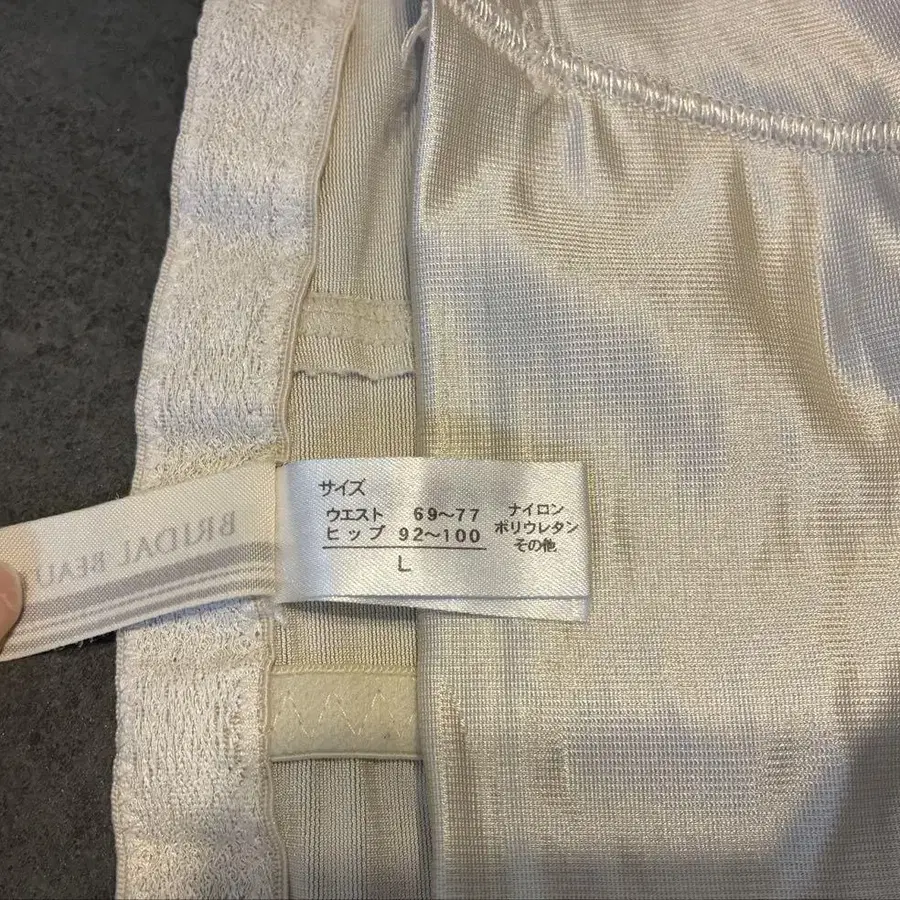 BRIDAL BEAU
サイズ
ウエスト 69〜77
ヒップ 92〜100
L
ナイロン
ポリウレタン
その他